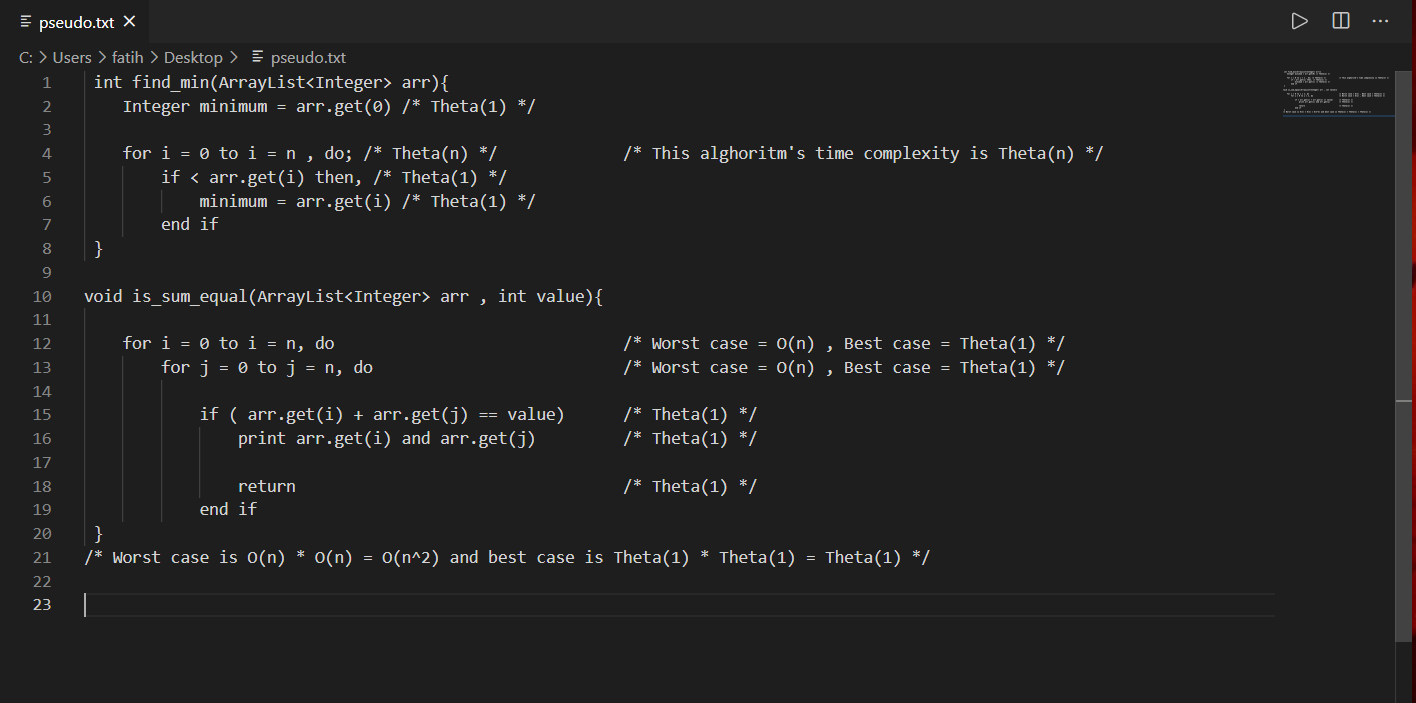 pseudo.txt
C: > Users > fatih > Desktop > pseudo.txt
1 int find_min(ArrayList<Integer> arr){
2 Integer minimum = arr.get(0) /* Theta(1) */
3
4 for i = 0 to i = n , do; /* Theta(n) */ /* This alghoritm's time complexity is Theta(n) */
5 if < arr.get(i) then, /* Theta(1) */
6 minimum = arr.get(i) /* Theta(1) */
7 end if
8 }
9
10 void is_sum_equal(ArrayList<Integer> arr , int value){
11
12 for i = 0 to i = n, do /* Worst case = O(n) , Best case = Theta(1) */
13 for j = 0 to j = n, do /* Worst case = O(n) , Best case = Theta(1) */
14
15 if ( arr.get(i) + arr.get(j) == value) /* Theta(1) */
16 print arr.get(i) and arr.get(j) /* Theta(1) */
17
18 return /* Theta(1) */
19 end if
20 }
21 /* Worst case is O(n) * O(n) = O(n^2) and best case is Theta(1) * Theta(1) = Theta(1) */
22
23